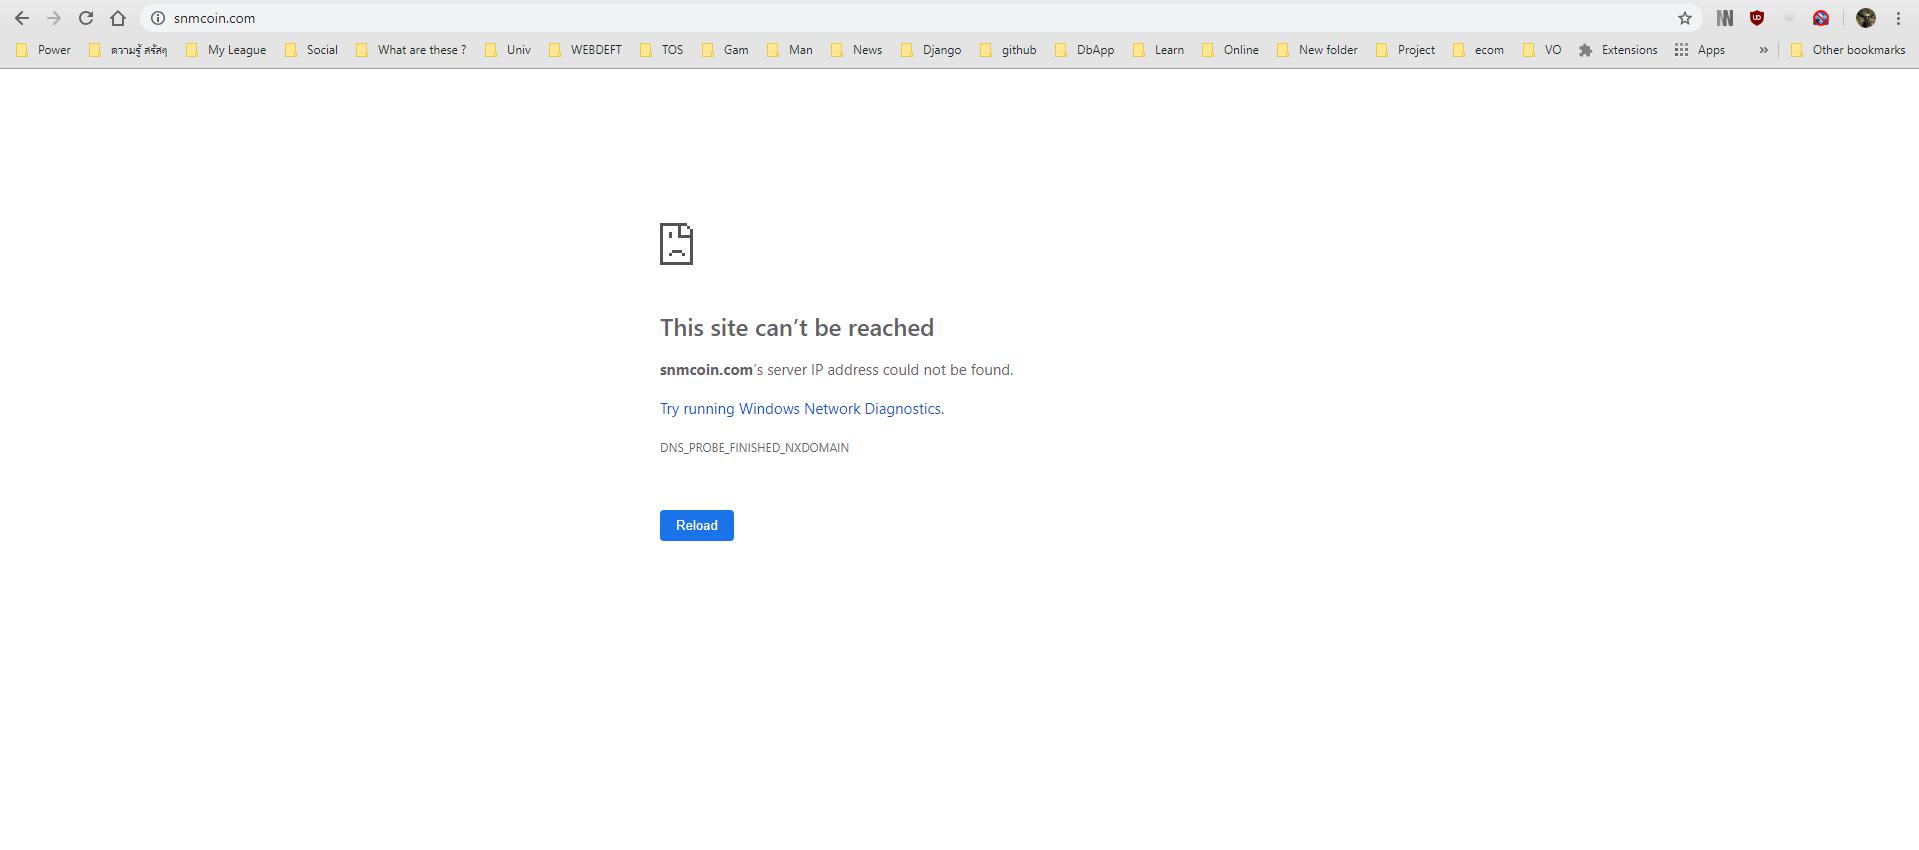 snmcoin.com
Power ความรู้ สรัสๆ My League Social What are these ? Univ WEBDEFT TOS Gam Man News Django github DbApp Learn Online New folder Project ecom VO Extensions Apps » Other bookmarks
This site can’t be reached
snmcoin.com’s server IP address could not be found.
Try running Windows Network Diagnostics.
DNS_PROBE_FINISHED_NXDOMAIN
Reload